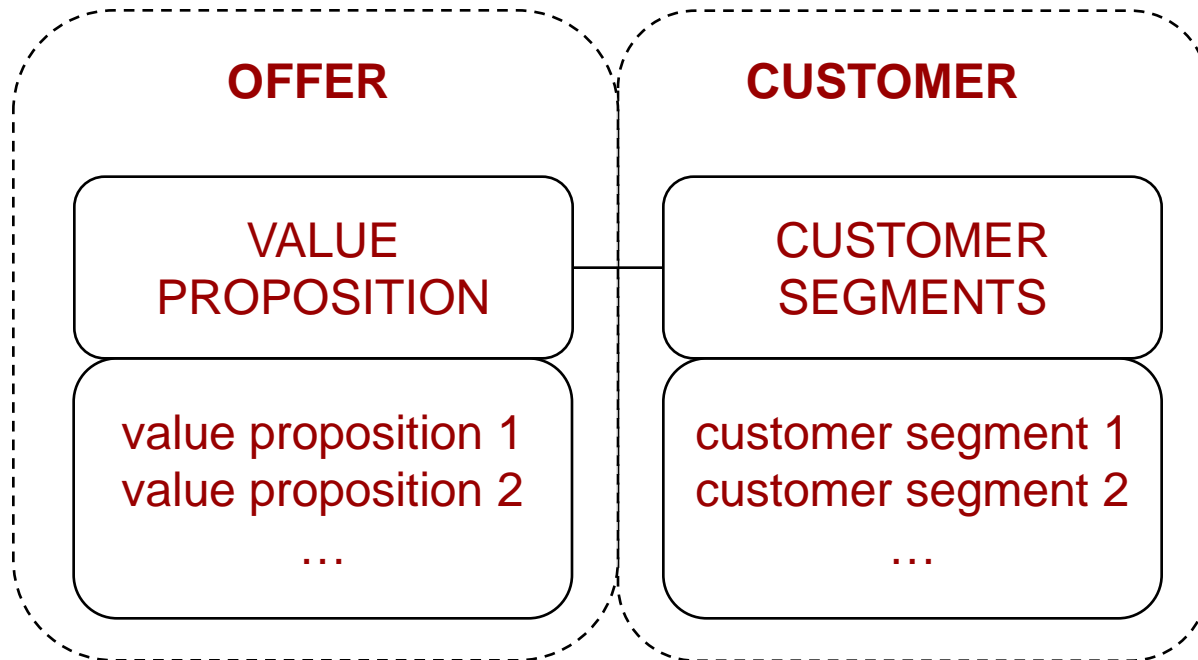 OFFER
CUSTOMER
VALUE
PROPOSITION
CUSTOMER
SEGMENTS
value proposition 1
value proposition 2
…
customer segment 1
customer segment 2
…